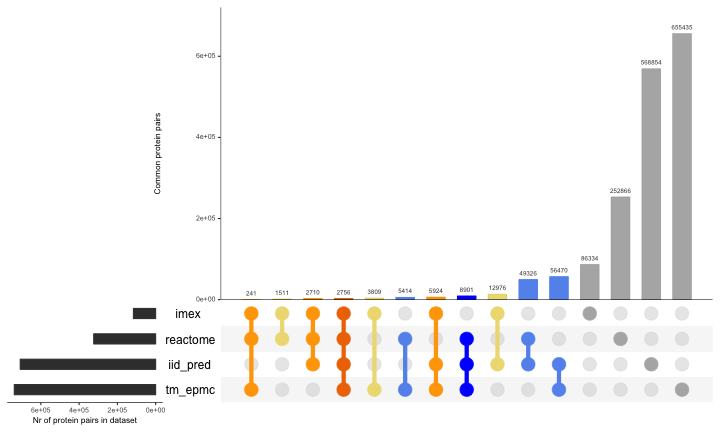 655435
568854
6e+05
4e+05
Common protein pairs
252866
2e+05
86334
49326
56470
241
1511
2710
2756
3809
5414
5924
8901
12976
0e+00
imex
reactome
iid_pred
tm_epmc
6e+05
4e+05
2e+05
0e+00
Nr of protein pairs in dataset